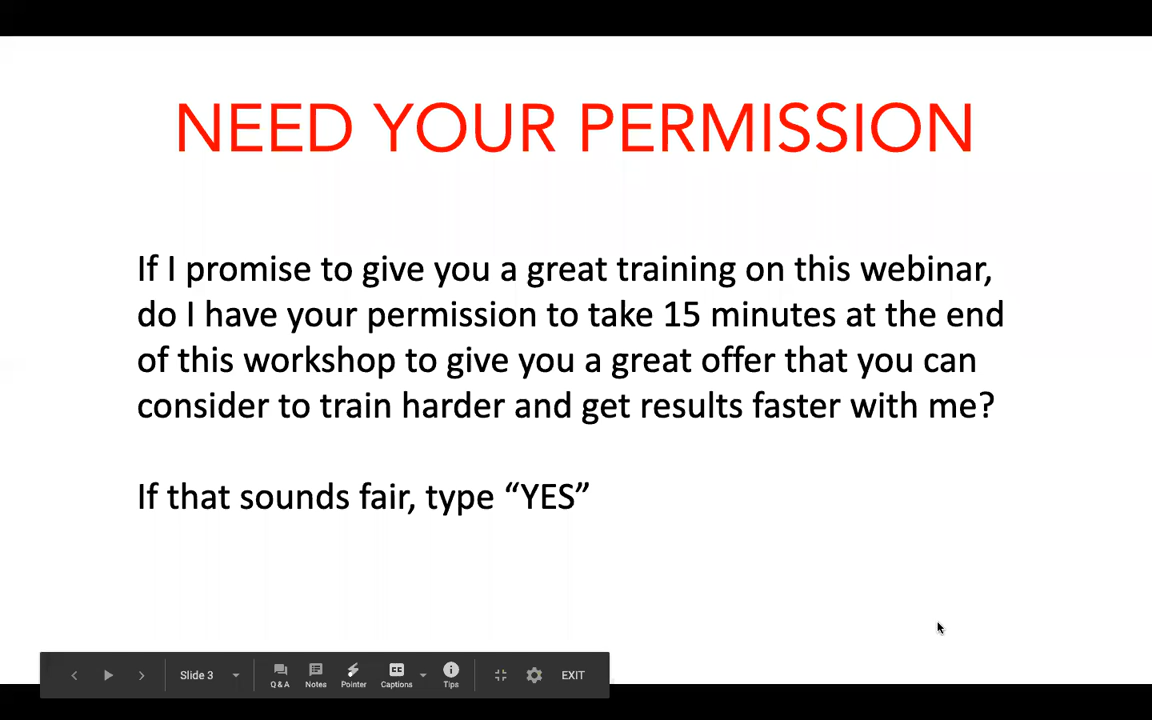 NEED YOUR PERMISSION
If I promise to give you a great training on this webinar,
do I have your permission to take 15 minutes at the end
of this workshop to give you a great offer that you can
consider to train harder and get results faster with me?
If that sounds fair, type “YES”
Slide 3
Q & A
Notes
Pointer
CC
Captions
Tips
EXIT